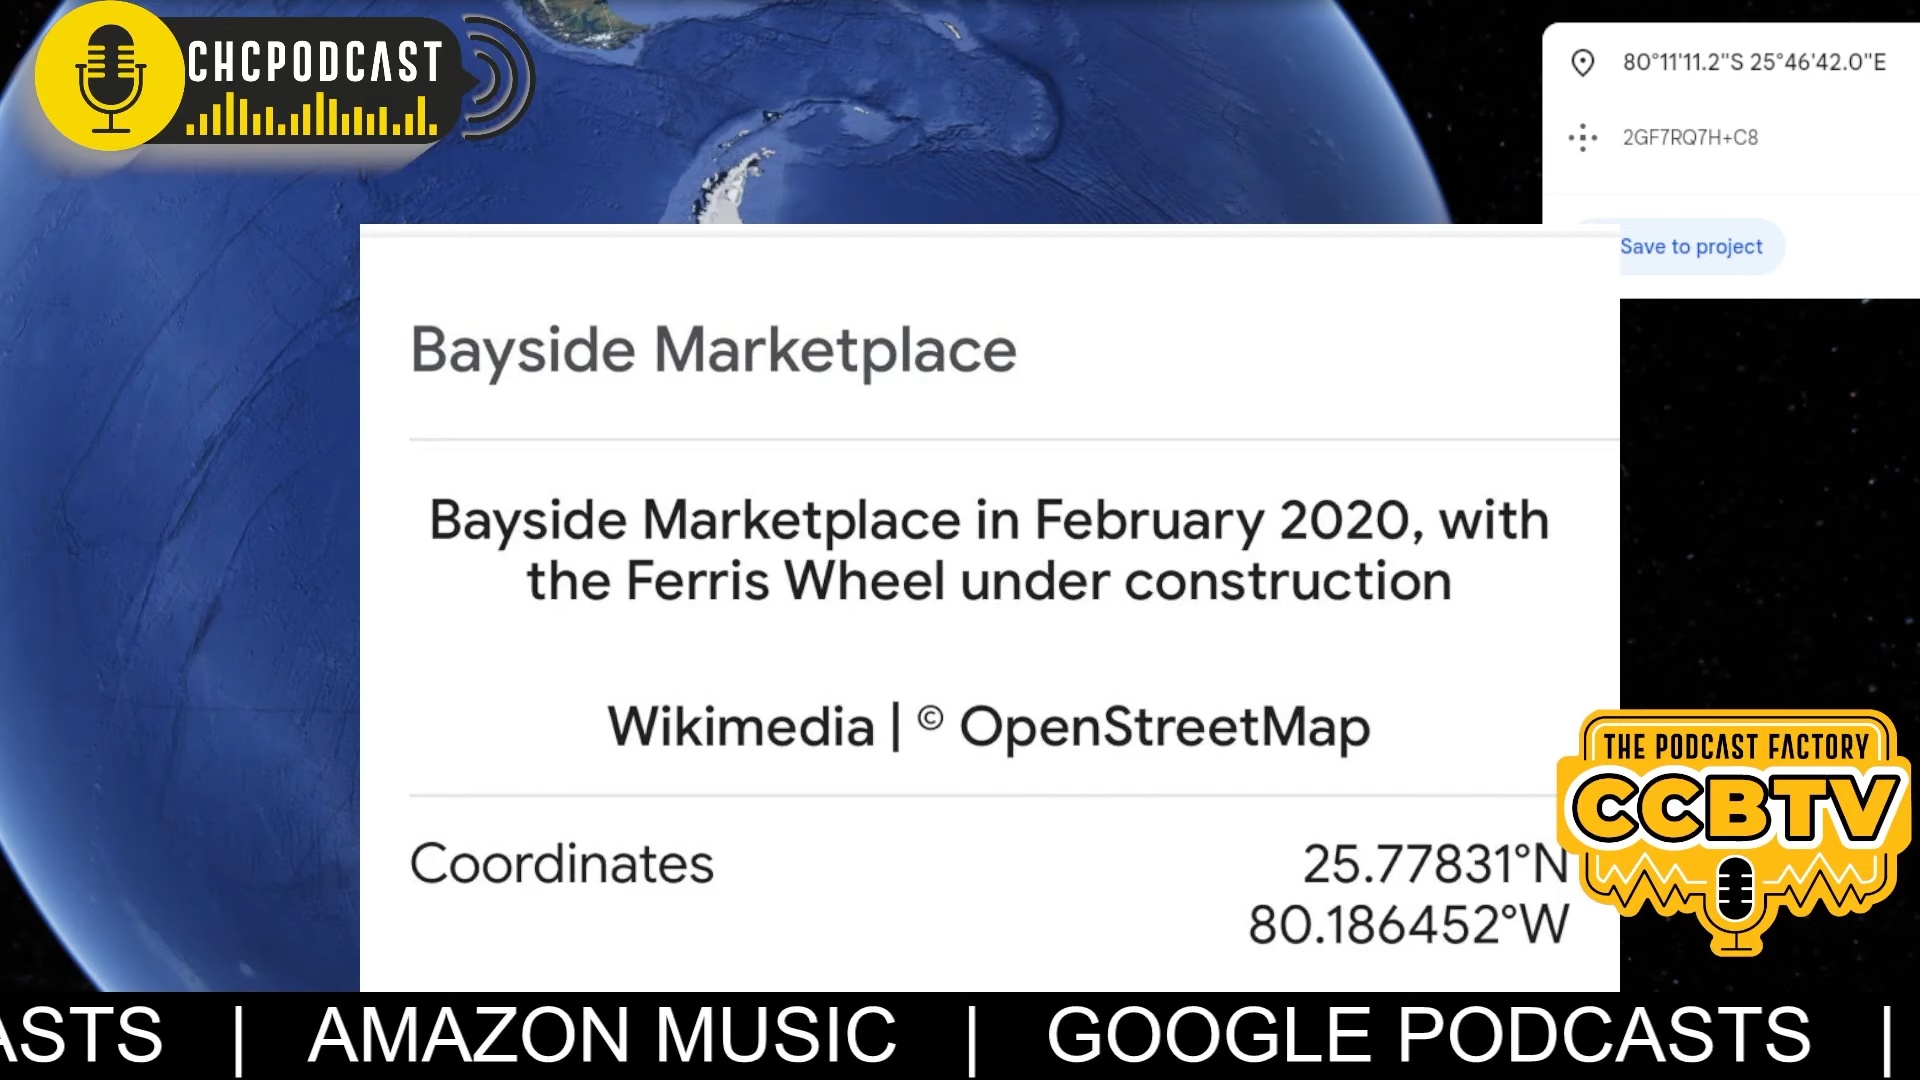 CHCPODCAST
80°11'11.2"S 25°46'42.0"E
2GF7RQ7H+C8
Save to project
Bayside Marketplace
Bayside Marketplace in February 2020, with
the Ferris Wheel under construction
Wikimedia | © OpenStreetMap
Coordinates
25.77831°N
80.186452°W
THE PODCAST FACTORY
CCBTV
ASTS | AMAZON MUSIC | GOOGLE PODCASTS |